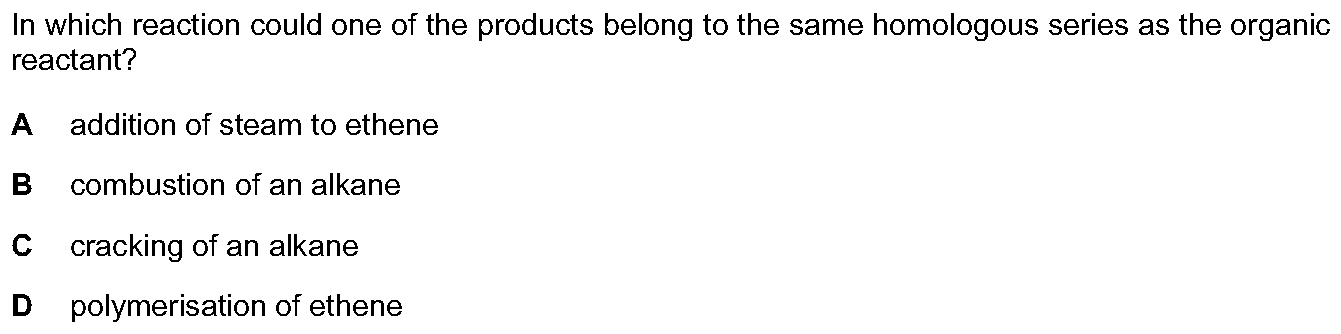 In which reaction could one of the products belong to the same homologous series as the organic
reactant?
A addition of steam to ethene
B combustion of an alkane
C cracking of an alkane
D polymerisation of ethene